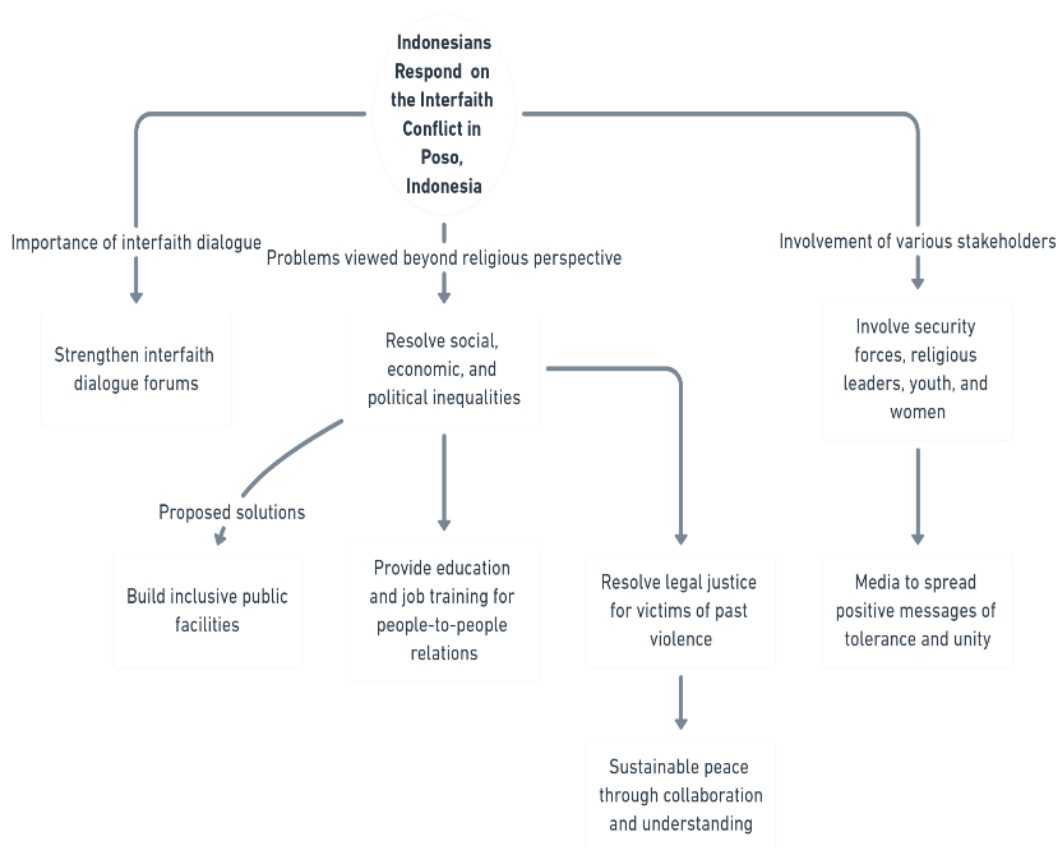 Indonesians
Respond on
the Interfaith
Conflict in
Poso,
Indonesia
Importance of interfaith dialogue
Problems viewed beyond religious perspective
Involvement of various stakeholders
Strengthen interfaith
dialogue forums
Resolve social,
economic, and
political inequalities
Involve security
forces, religious
leaders, youth, and
women
Proposed solutions
Build inclusive public
facilities
Provide education
and job training for
people-to-people
relations
Resolve legal justice
for victims of past
violence
Media to spread
positive messages of
tolerance and unity
Sustainable peace
through collaboration
and understanding